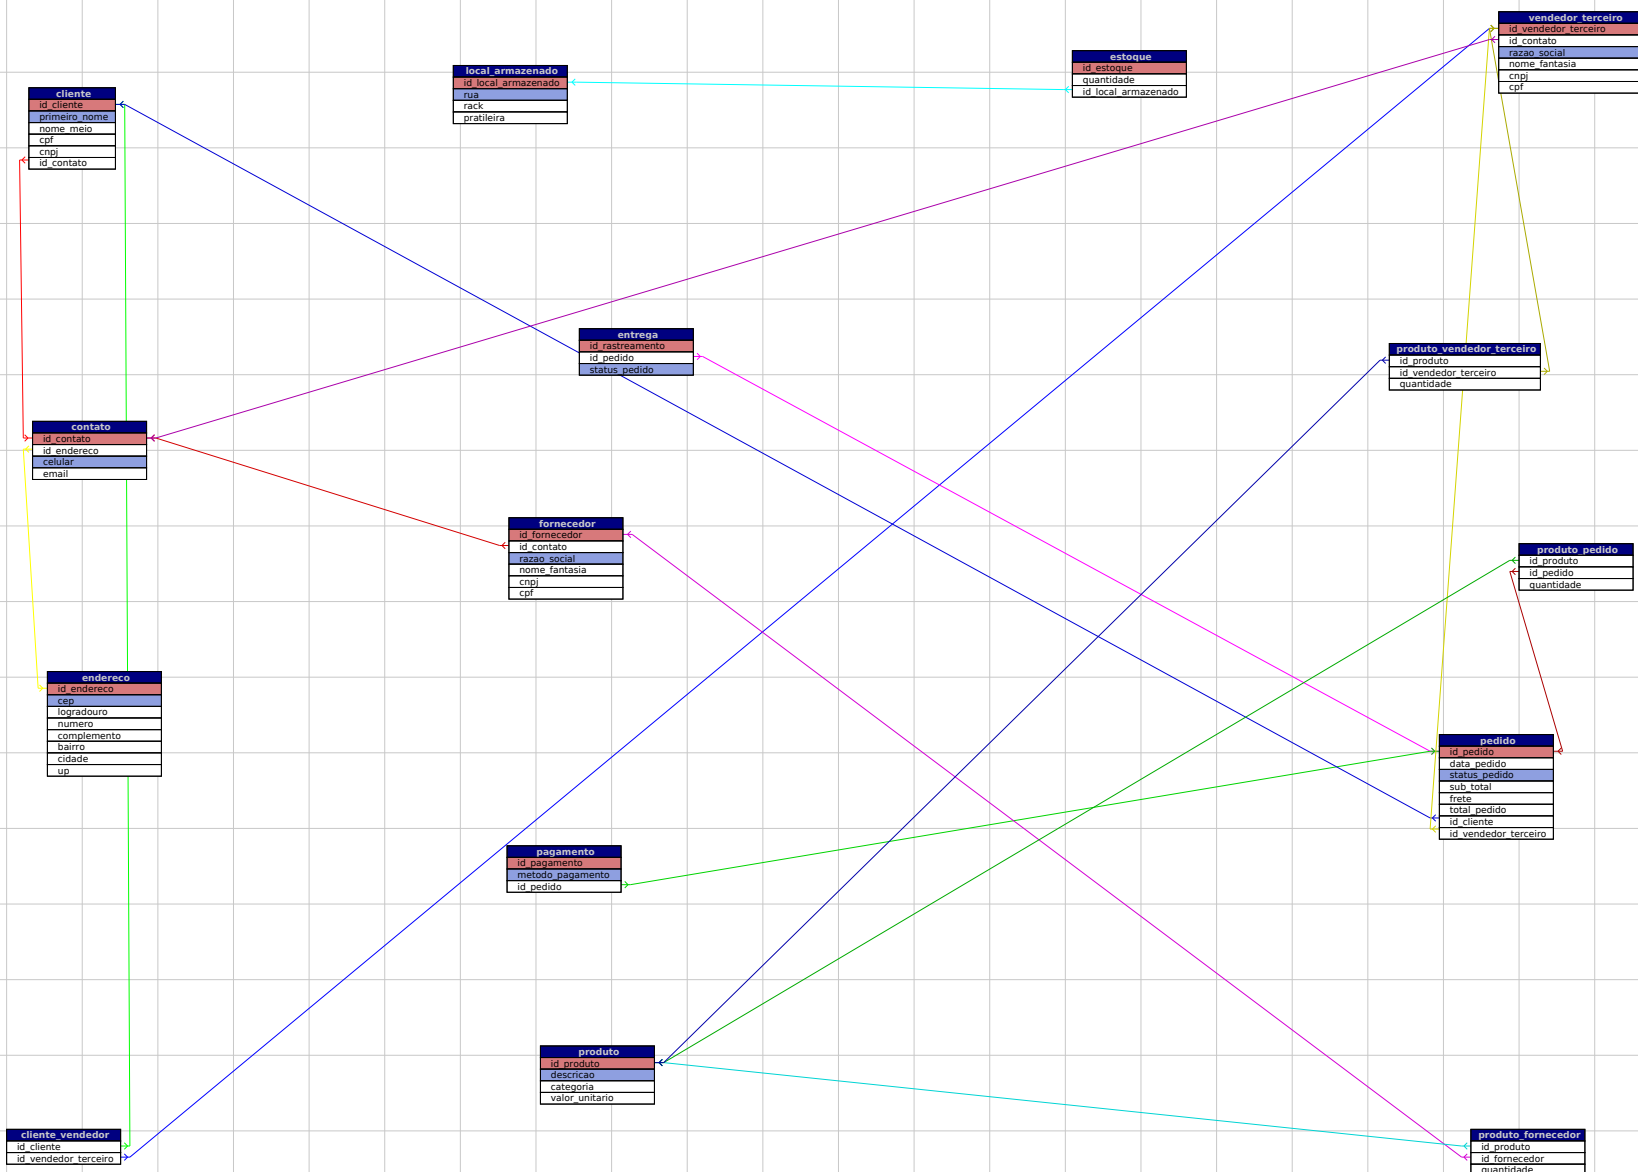 vendedor_terceiro
id_vendedor_terceiro
id_contato
razao_social
nome_fantasia
cnpj
cpf
estoque
id_estoque
quantidade
id_local_armazenado
local_armazenado
id_local_armazenado
rua
rack
pratileira
cliente
id_cliente
primeiro_nome
nome_meio
cpf
cnpj
id_contato
entrega
id_rastreamento
id_pedido
status_pedido
produto_vendedor_terceiro
id_produto
id_vendedor_terceiro
quantidade
contato
id_contato
id_endereco
celular
email
fornecedor
id_fornecedor
id_contato
razao_social
nome_fantasia
cnpj
cpf
produto_pedido
id_produto
id_pedido
quantidade
endereco
id_endereco
cep
logradouro
numero
complemento
bairro
cidade
up
pedido
id_pedido
data_pedido
status_pedido
sub_total
frete
total_pedido
id_cliente
id_vendedor_terceiro
pagamento
id_pagamento
metodo_pagamento
id_pedido
produto
id_produto
descricao
categoria
valor_unitario
cliente_vendedor
id_cliente
id_vendedor_terceiro
produto_fornecedor
id_produto
id_fornecedor
quantidade